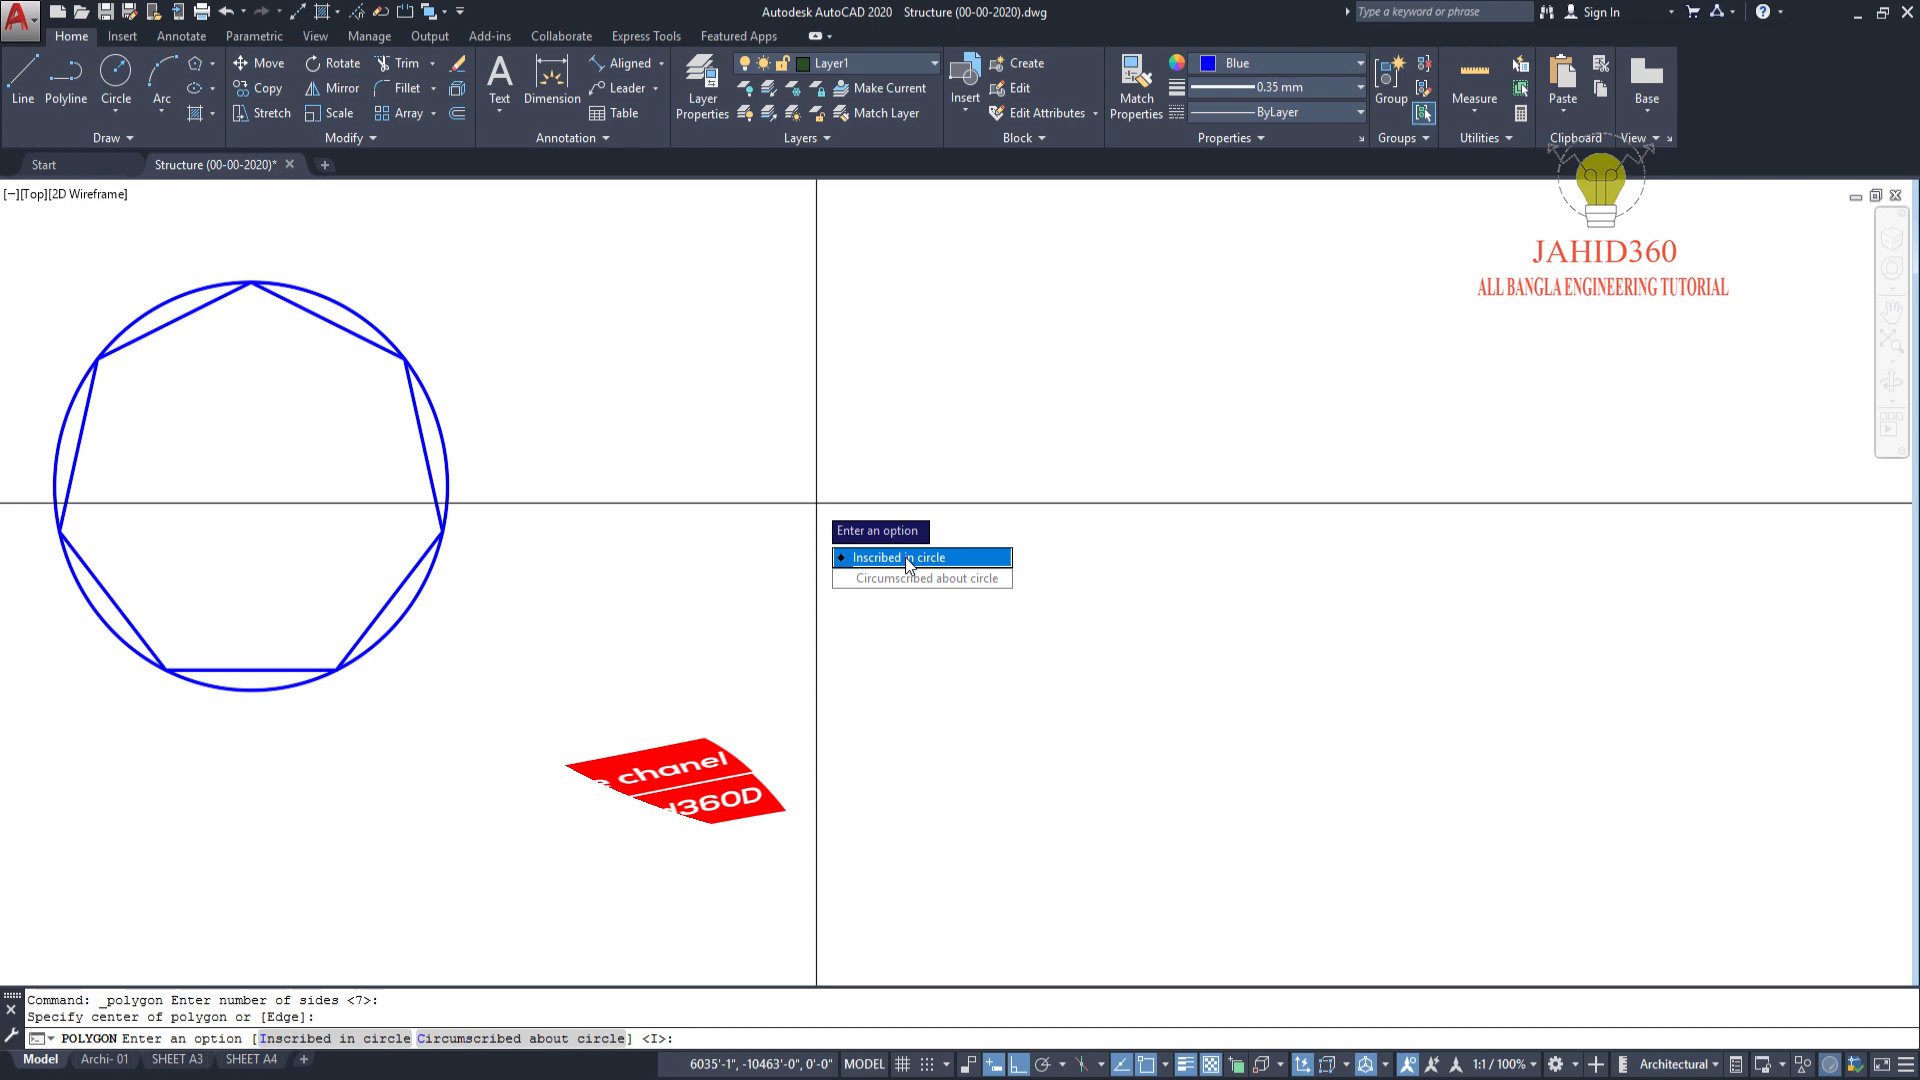 Autodesk AutoCAD 2020 Structure (00-00-2020).dwg
Type a keyword or phrase
Sign In
Home Insert Annotate Parametric View Manage Output Add-ins Collaborate Express Tools Featured Apps
Line
Polyline
Circle
Arc
Move Rotate Trim
Copy Mirror Fillet
Stretch Scale Array
Draw
Modify
Text
Dimension
Aligned
Leader
Table
Annotation
Layer
Properties
Layer1
Make Current
Match Layer
Layers
Insert
Create
Edit
Edit Attributes
Block
Match
Properties
Blue
0.35 mm
ByLayer
Properties
Group
Groups
Measure
Utilities
Paste
Clipboard
Base
View
Start
Structure (00-00-2020)*
[−][Top][2D Wireframe]
JAHID360
ALL BANGLA ENGINEERING TUTORIAL
Enter an option
Inscribed in circle
Circumscribed about circle
e chanel
d360D
Command: _polygon Enter number of sides <7>:
Specify center of polygon or [Edge]:
POLYGON Enter an option [Inscribed in circle Circumscribed about circle] <I>:
Model Archi- 01 SHEET A3 SHEET A4
6035'-1", -10463'-0", 0'-0" MODEL
1:1 / 100%
Architectural